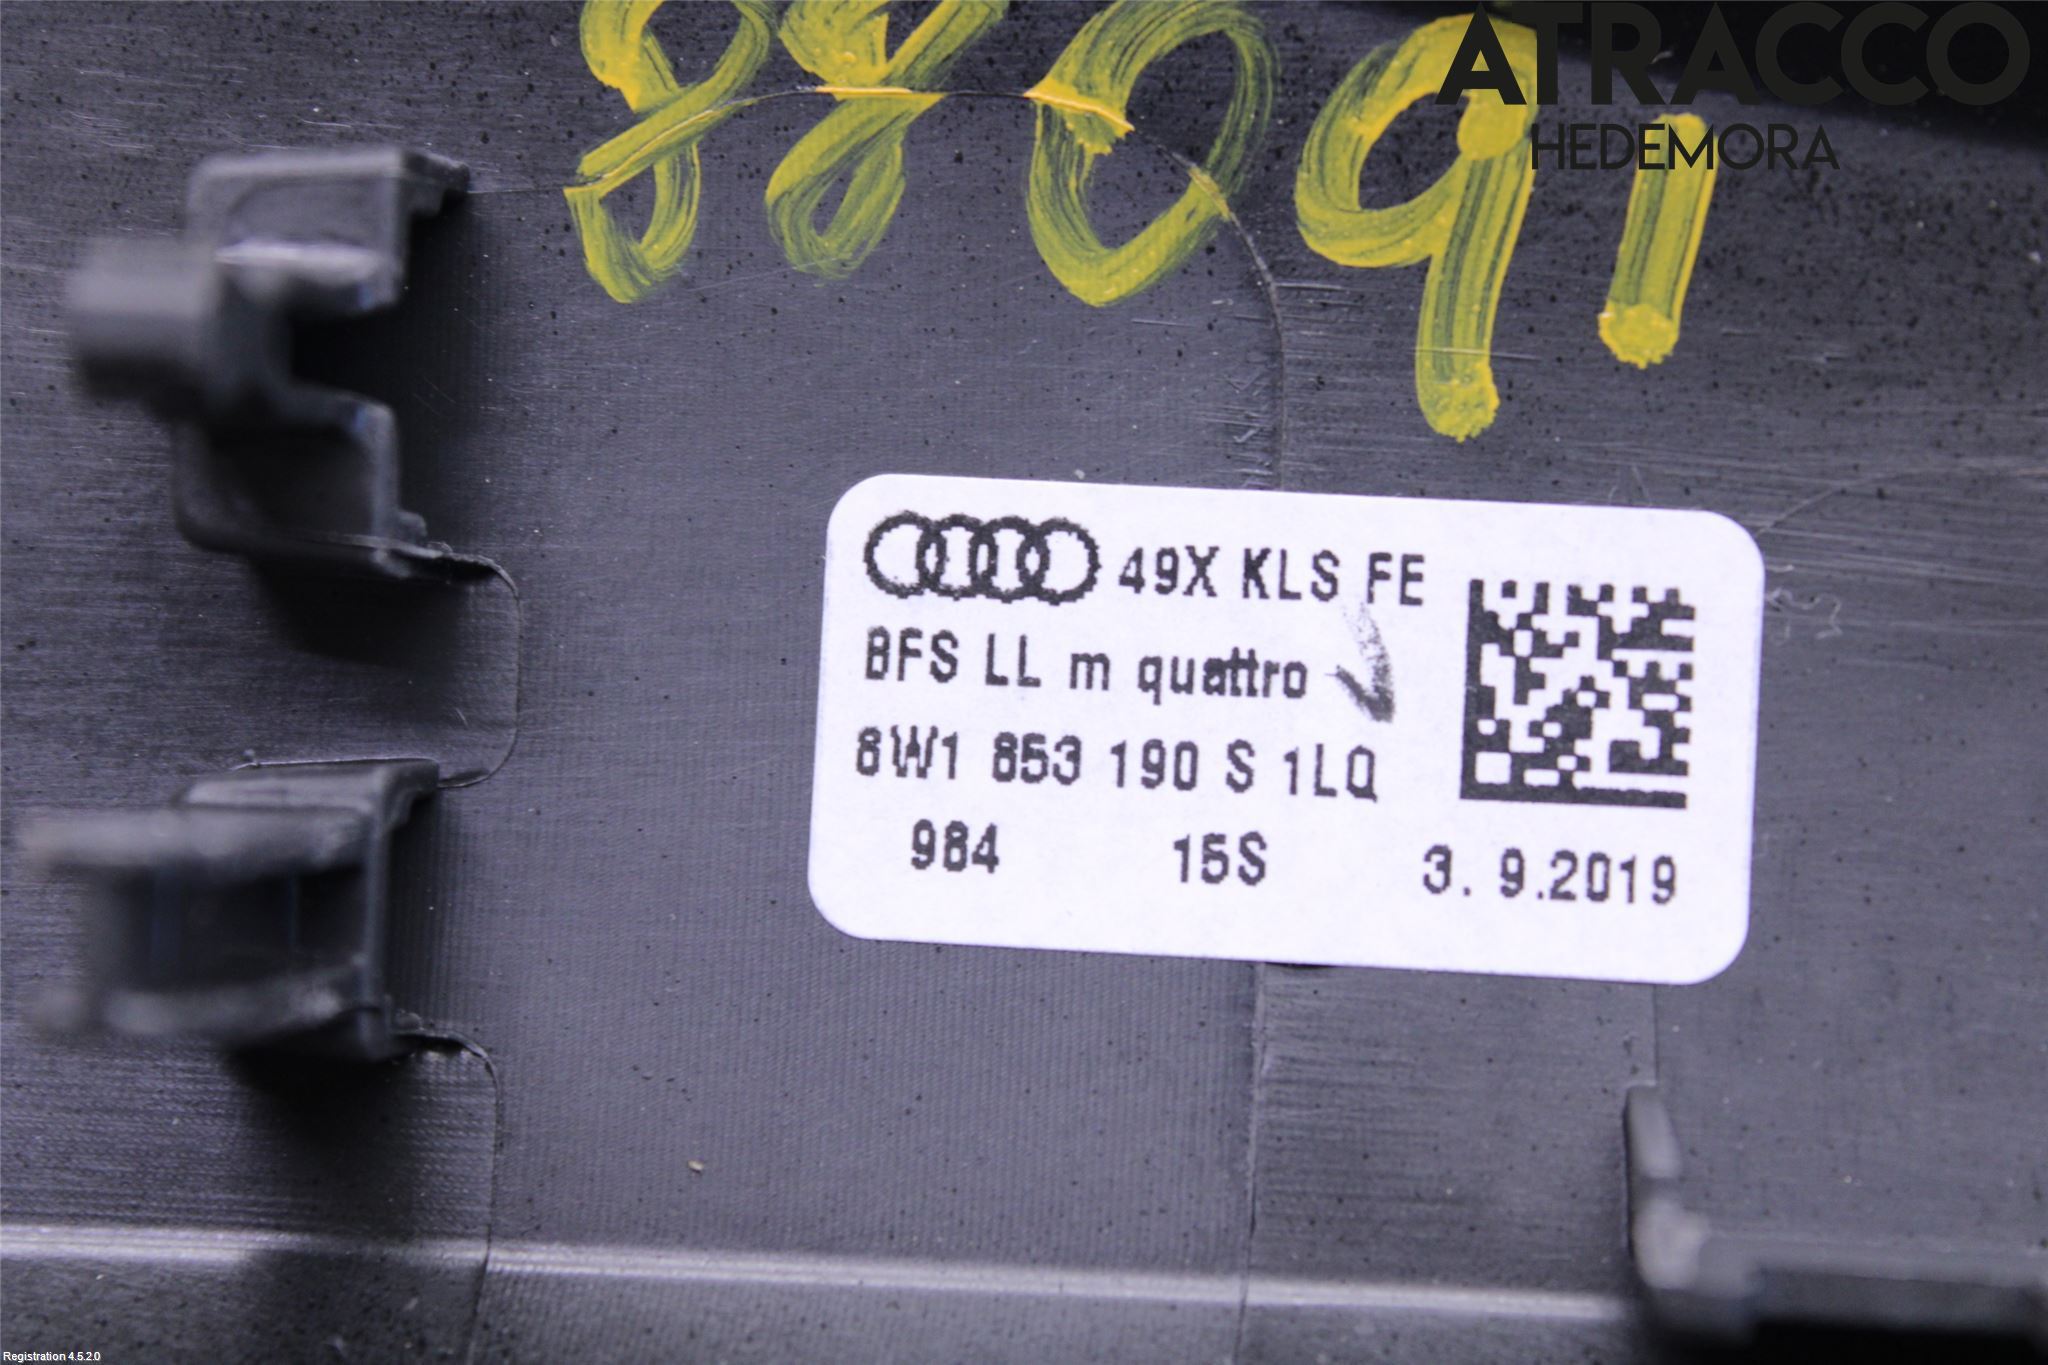 88091
ATRACCO
HEDEMORA
49X KLS FE
BFS LL m quattro
8W1 853 190 S 1LQ
984 15S 3. 9.2019
Registration 4.5.2.0